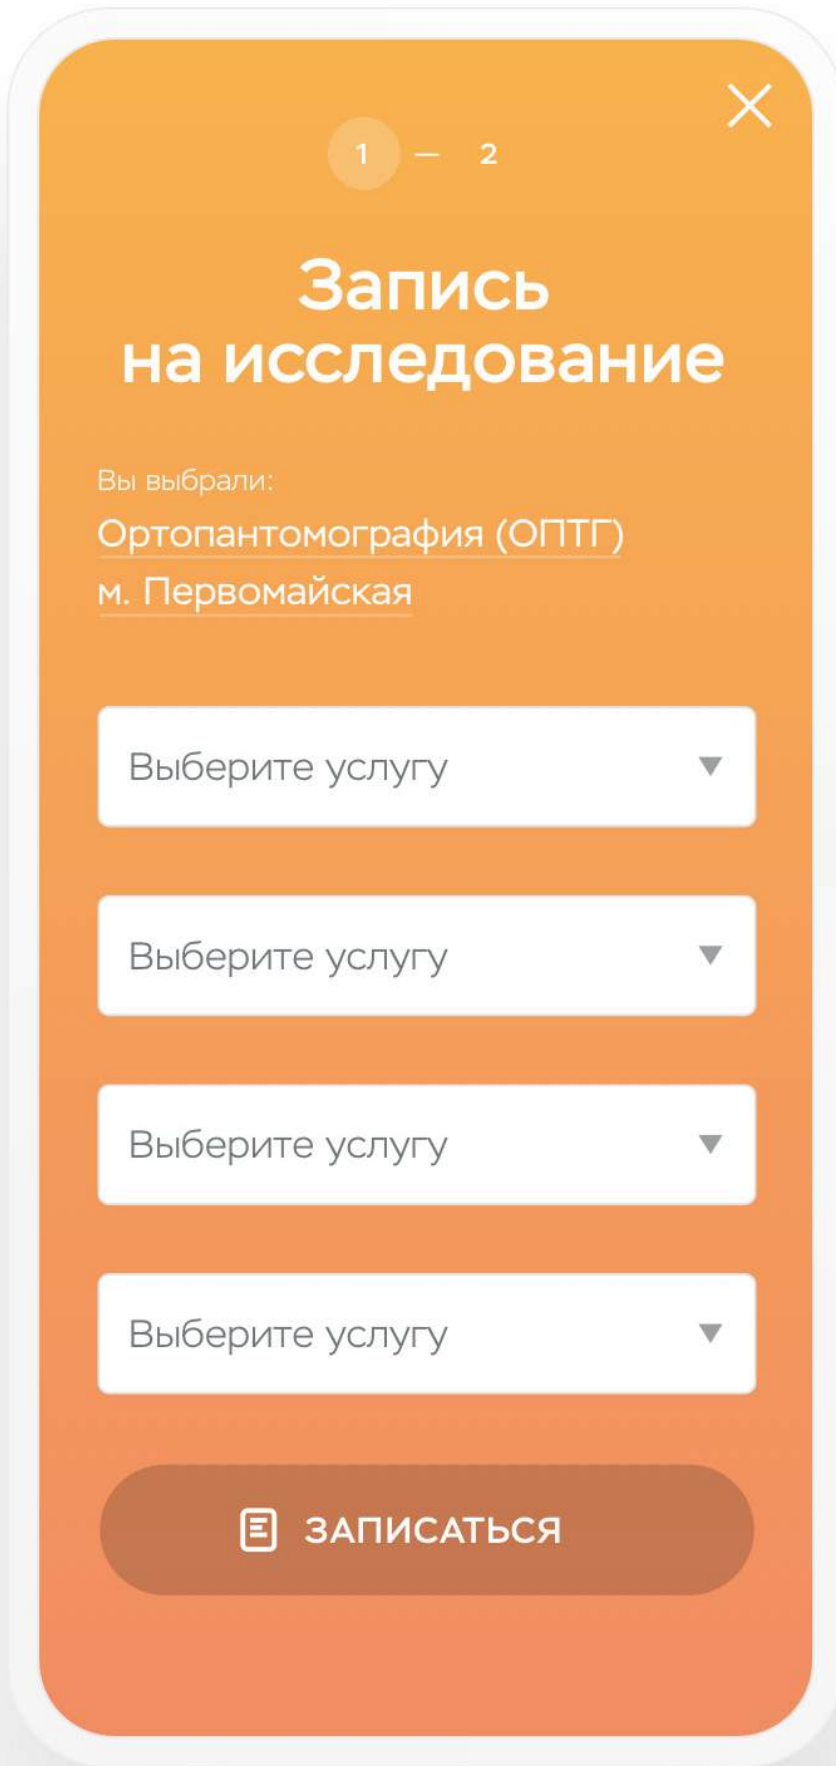 1 — 2
Запись
на исследование
Вы выбрали:
Ортопантомография (ОПТГ)
м. Первомайская
Выберите услугу
Выберите услугу
Выберите услугу
Выберите услугу
ЗАПИСАТЬСЯ